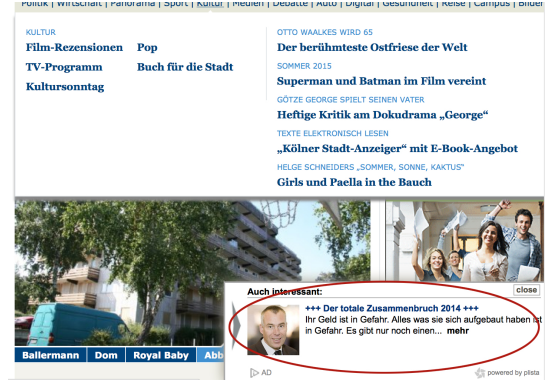 Politik | Wirtschaft | Panorama | Sport | Kultur | Medien | Debatte | Auto | Digital | Gesundheit | Reise | Campus | Bilder
KULTUR
Film-Rezensionen Pop
TV-Programm Buch für die Stadt
Kultursonntag
OTTO WAALKES WIRD 65
Der berühmteste Ostfriese der Welt
SOMMER 2015
Superman und Batman im Film vereint
GÖTZE GEORGE SPIELT SEINEN VATER
Heftige Kritik am Dokudrama „George“
TEXTE ELEKTRONISCH LESEN
„Kölner Stadt-Anzeiger“ mit E-Book-Angebot
HELGE SCHNEIDERS „SOMMER, SONNE, KAKTUS“
Girls und Paella in the Bauch
Auch interessant: close
+++ Der totale Zusammenbruch 2014 +++
Ihr Geld ist in Gefahr. Alles was sie sich aufgebaut haben ist
in Gefahr. Es gibt nur noch einen... mehr
Ballermann Dom Royal Baby Abb
AD powered by plista